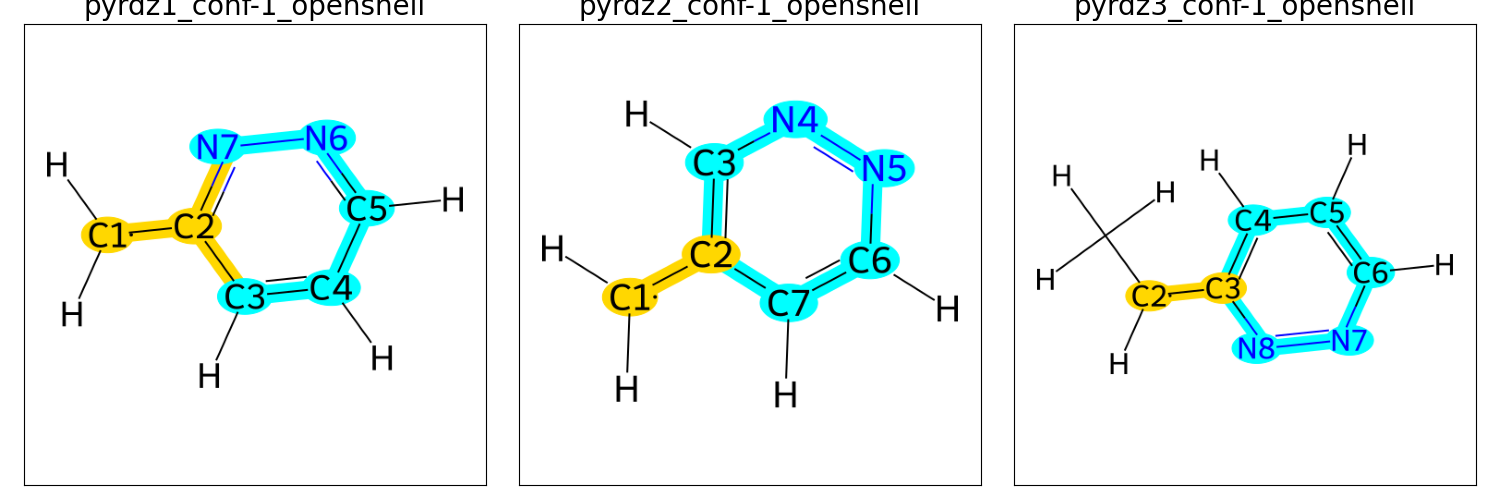 pyrdz1_conf-1_openshell
pyrdz2_conf-1_openshell
pyrdz3_conf-1_openshell
N7 N6
H
C1 C2 C5 H
H C3 C4
H H
H N4
C3 N5
H C2 C6
C1 C7 H
H H
H H H H
C4 C5
H C2 C3 C6 H
N8 N7
H